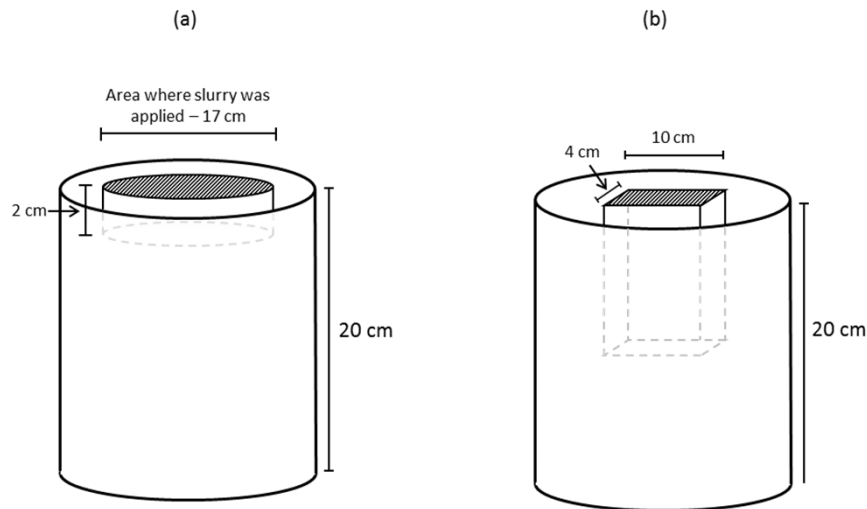 (a)
Area where slurry was
applied – 17 cm
2 cm
20 cm
(b)
10 cm
4 cm
20 cm